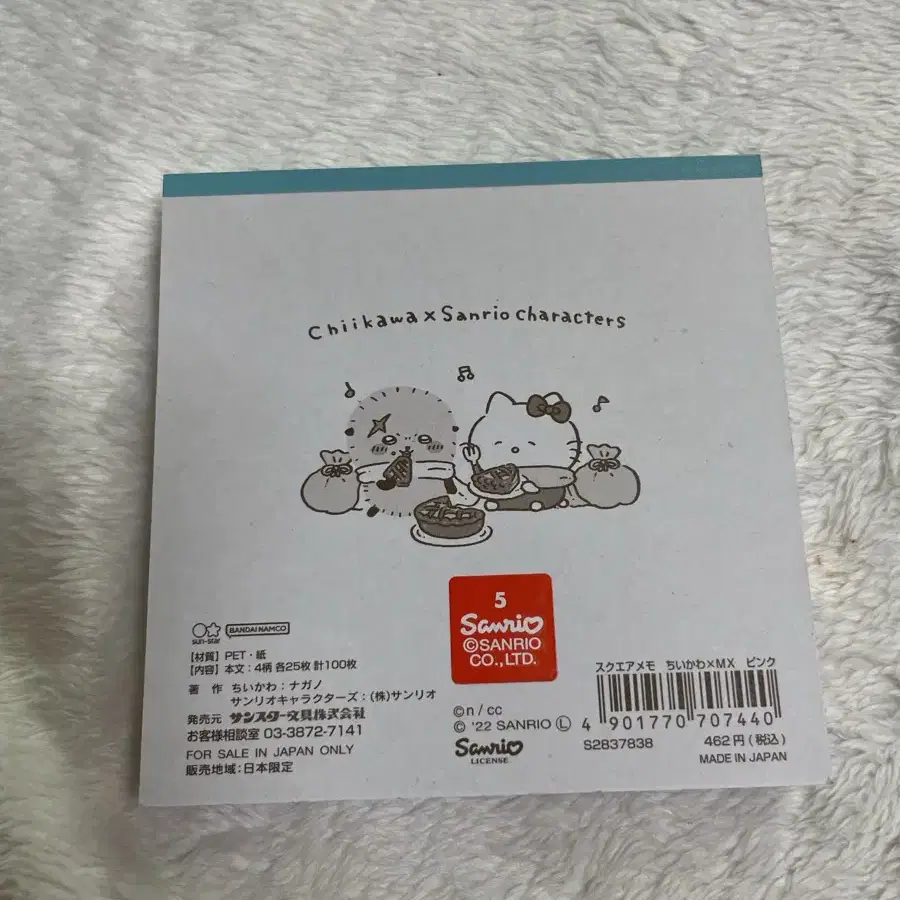 Chiikawa x Sanrio characters
5
Sanrio
©SANRIO
CO.,LTD.
sun-star BANDAI NAMCO
【材質】PET・紙
【内容】本文：4柄 各25枚 計100枚
著 作 ちいかわ：ナガノ
サンリオキャラクターズ：(株)サンリオ
発売元 サンスター文具株式会社
お客様相談室 03-3872-7141
FOR SALE IN JAPAN ONLY
販売地域：日本限定
©n / cc
© '22 SANRIO Ⓛ
Sanrio
LICENSE
スクエアメモ ちいかわ×MX ピンク
4 901770 707440
S2837838 462円(税込)
MADE IN JAPAN